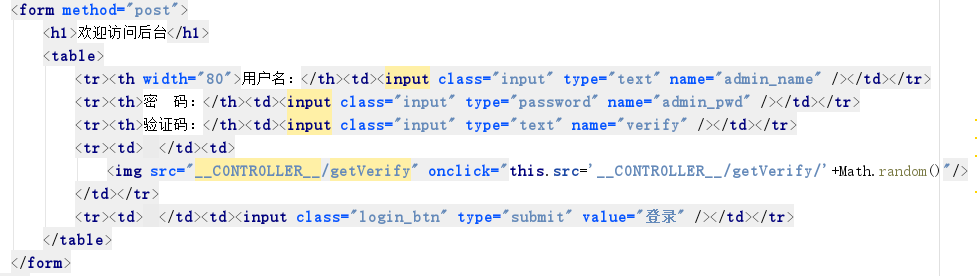 <form method="post">
<h1>欢迎访问后台</h1>
<table>
<tr><th width="80">用户名：</th><td><input class="input" type="text" name="admin_name" /></td></tr>
<tr><th>密　码：</th><td><input class="input" type="password" name="admin_pwd" /></td></tr>
<tr><th>验证码：</th><td><input class="input" type="text" name="verify" /></td></tr>
<tr><td>　</td><td>
<img src="__CONTROLLER__/getVerify" onclick="this.src='__CONTROLLER__/getVerify/'+Math.random()"/>
</td></tr>
<tr><td>　</td><td><input class="login_btn" type="submit" value="登录" /></td></tr>
</table>
</form>